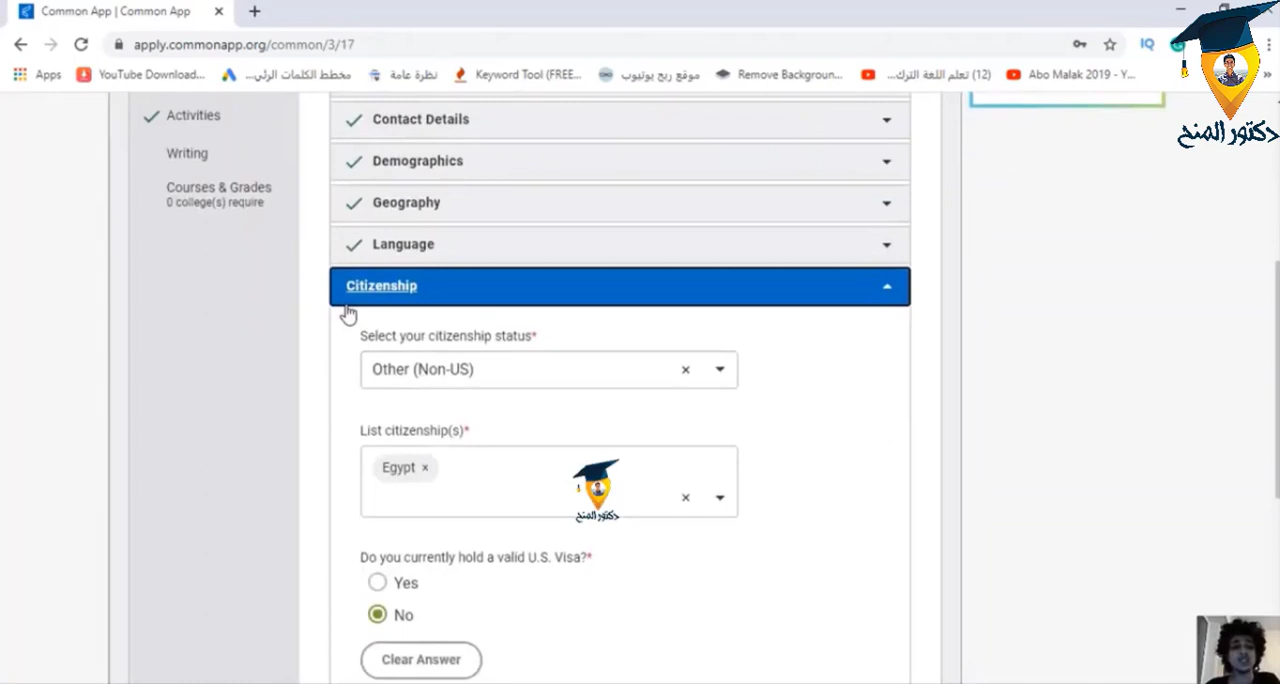 Common App | Common App
apply.commonapp.org/common/3/17
IQ
Apps
YouTube Download...
مخطط الكلمات الرئي...
نظرة عامة
Keyword Tool (FREE...
موقع ربح يوتيوب
Remove Backgroun...
(12) تعلم اللغة الترك...
Abo Malak 2019 - Y...
دكتور المنح
Activities
Writing
Courses & Grades
0 college(s) require
Contact Details
Demographics
Geography
Language
Citizenship
Select your citizenship status*
Other (Non-US)
List citizenship(s)*
Egypt
دكتور المنح
Do you currently hold a valid U.S. Visa?*
Yes
No
Clear Answer